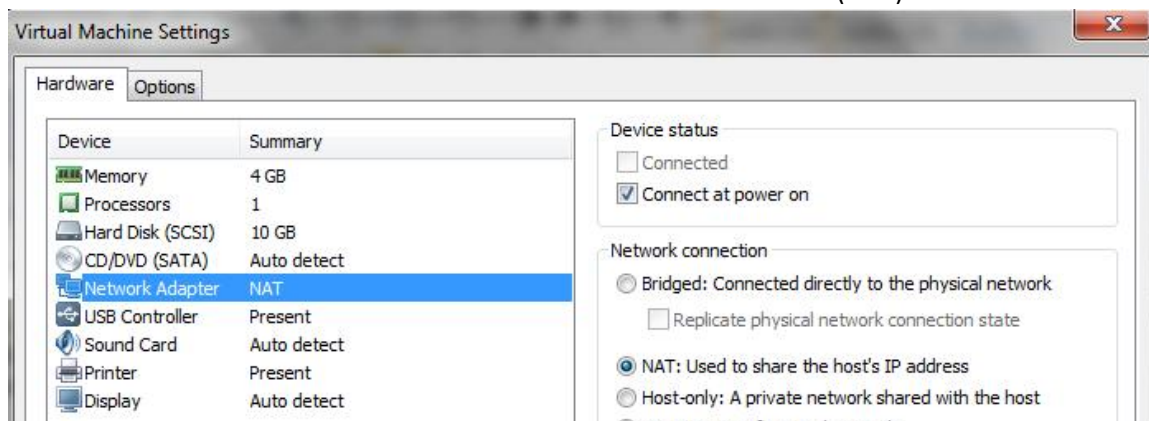 Virtual Machine Settings
Hardware Options
Device Summary
Memory 4 GB
Processors 1
Hard Disk (SCSI) 10 GB
CD/DVD (SATA) Auto detect
Network Adapter NAT
USB Controller Present
Sound Card Auto detect
Printer Present
Display Auto detect
Device status
Connected
Connect at power on
Network connection
Bridged: Connected directly to the physical network
Replicate physical network connection state
NAT: Used to share the host's IP address
Host-only: A private network shared with the host